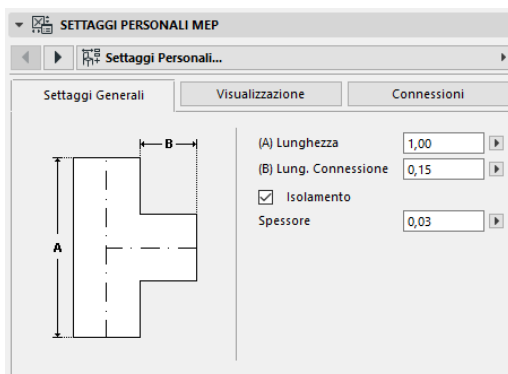 SETTAGGI PERSONALI MEP
Settaggi Personali...
Settaggi Generali
Visualizzazione
Connessioni
B
A
(A) Lunghezza
1,00
(B) Lung. Connessione
0,15
Isolamento
Spessore
0,03